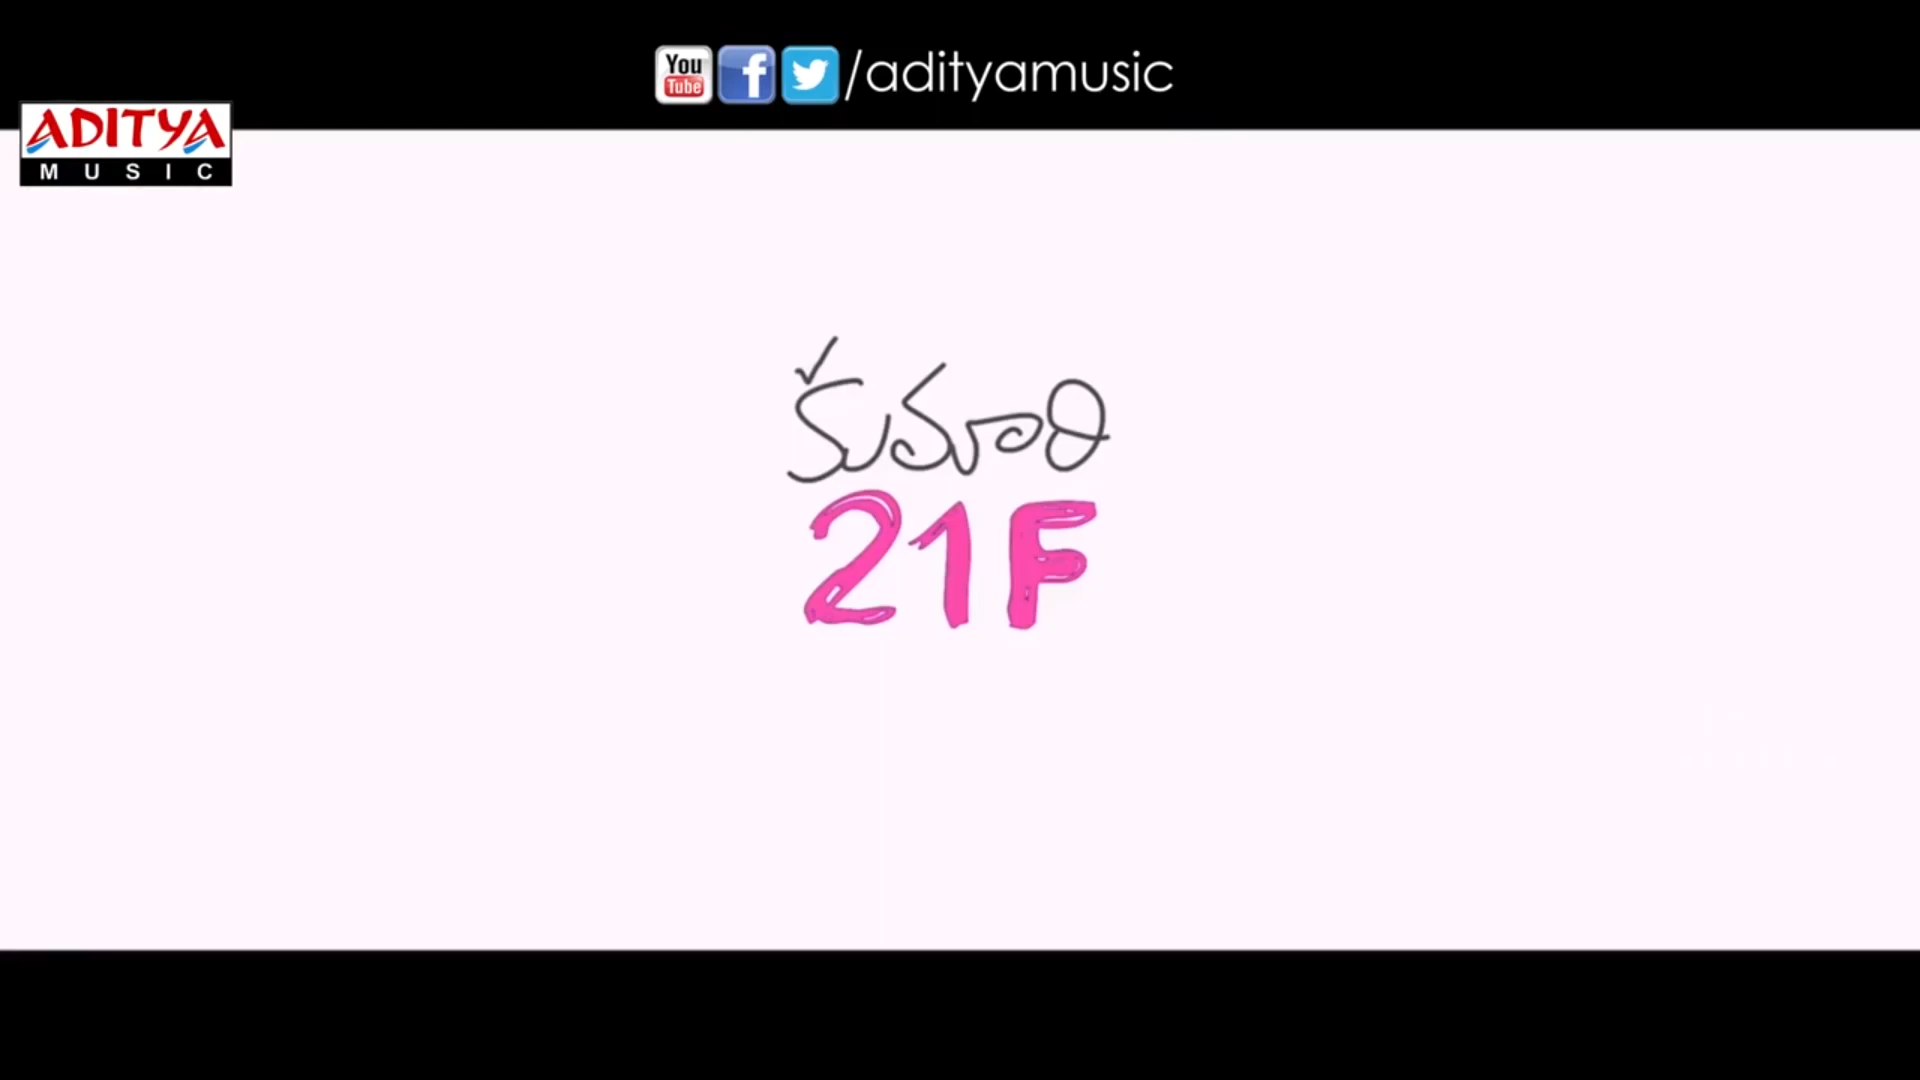 You Tube f /adityamusic
ADITYA
MUSIC
కుమారి
21F